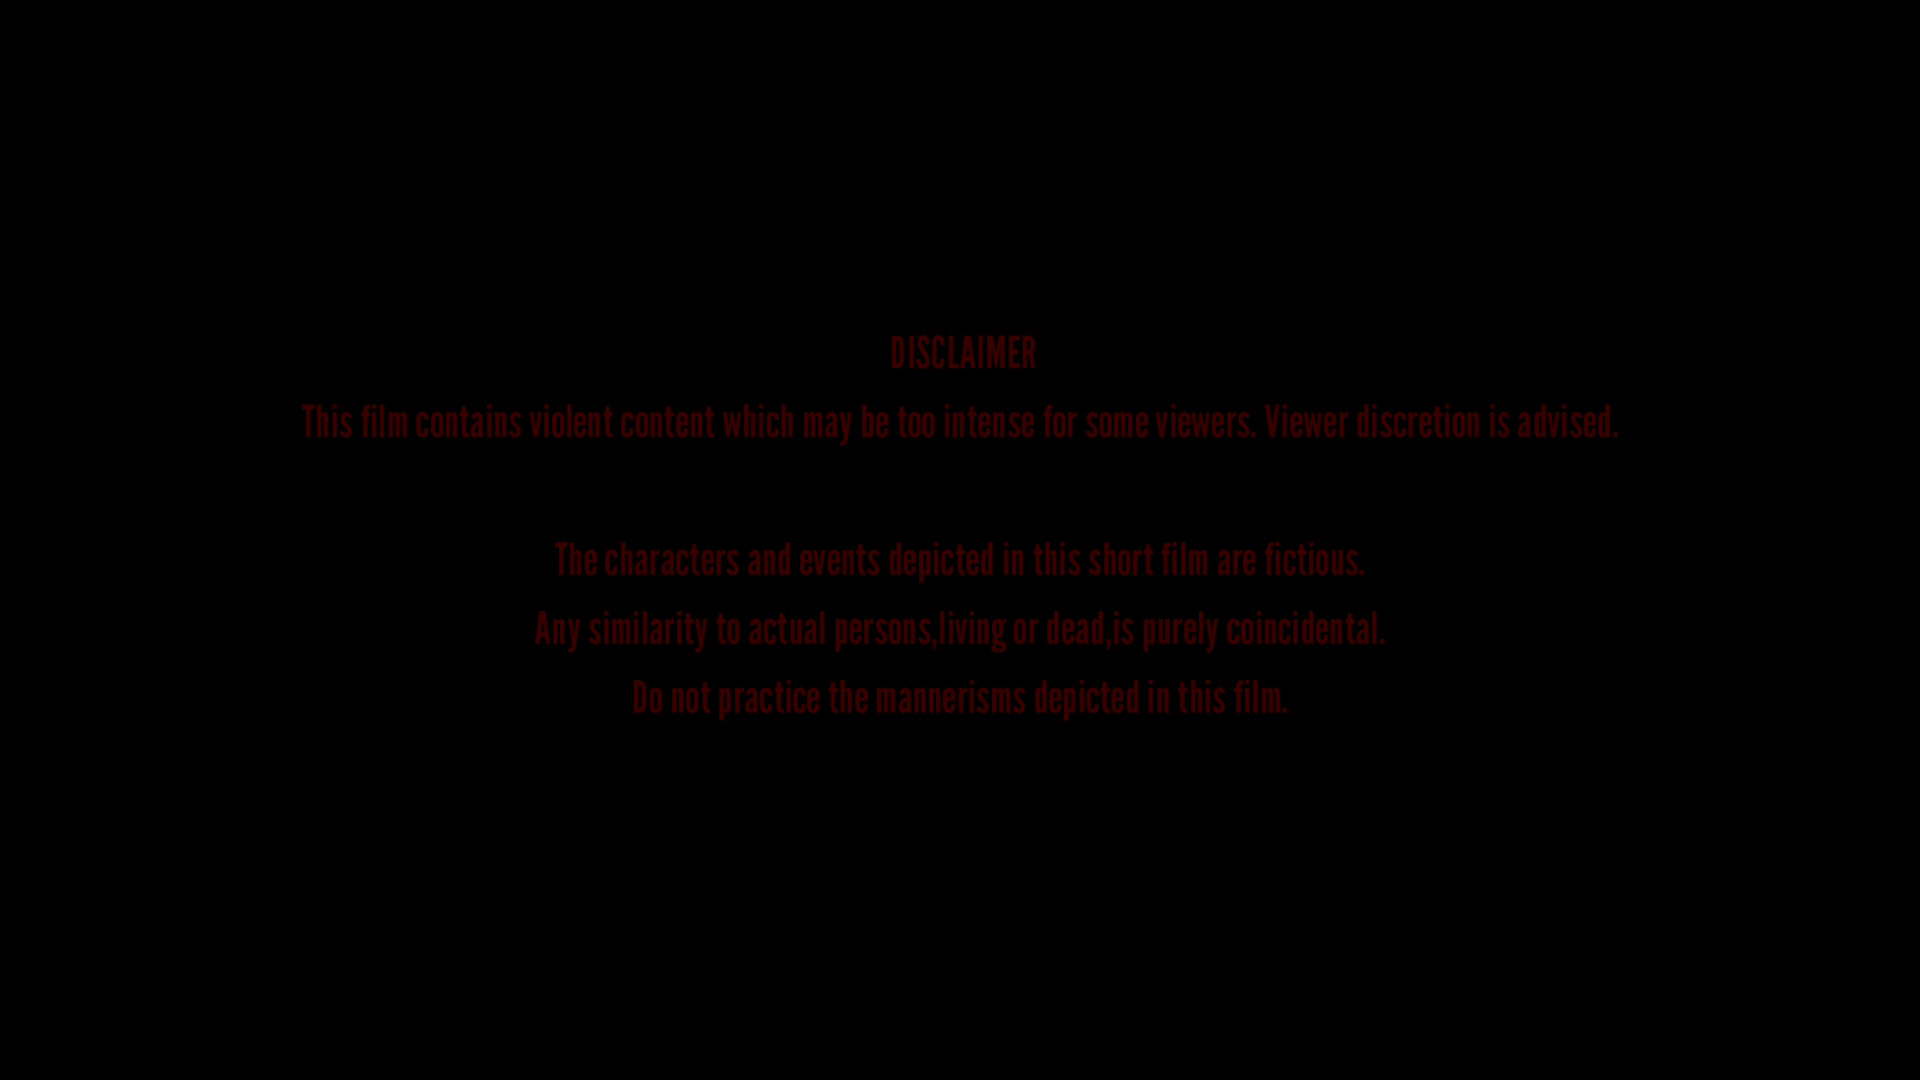 DISCLAIMER
This film contains violent content which may be too intense for some viewers. Viewer discretion is advised.
The characters and events depicted in this short film are fictious.
Any similarity to actual persons,living or dead,is purely coincidental.
Do not practice the mannerisms depicted in this film.